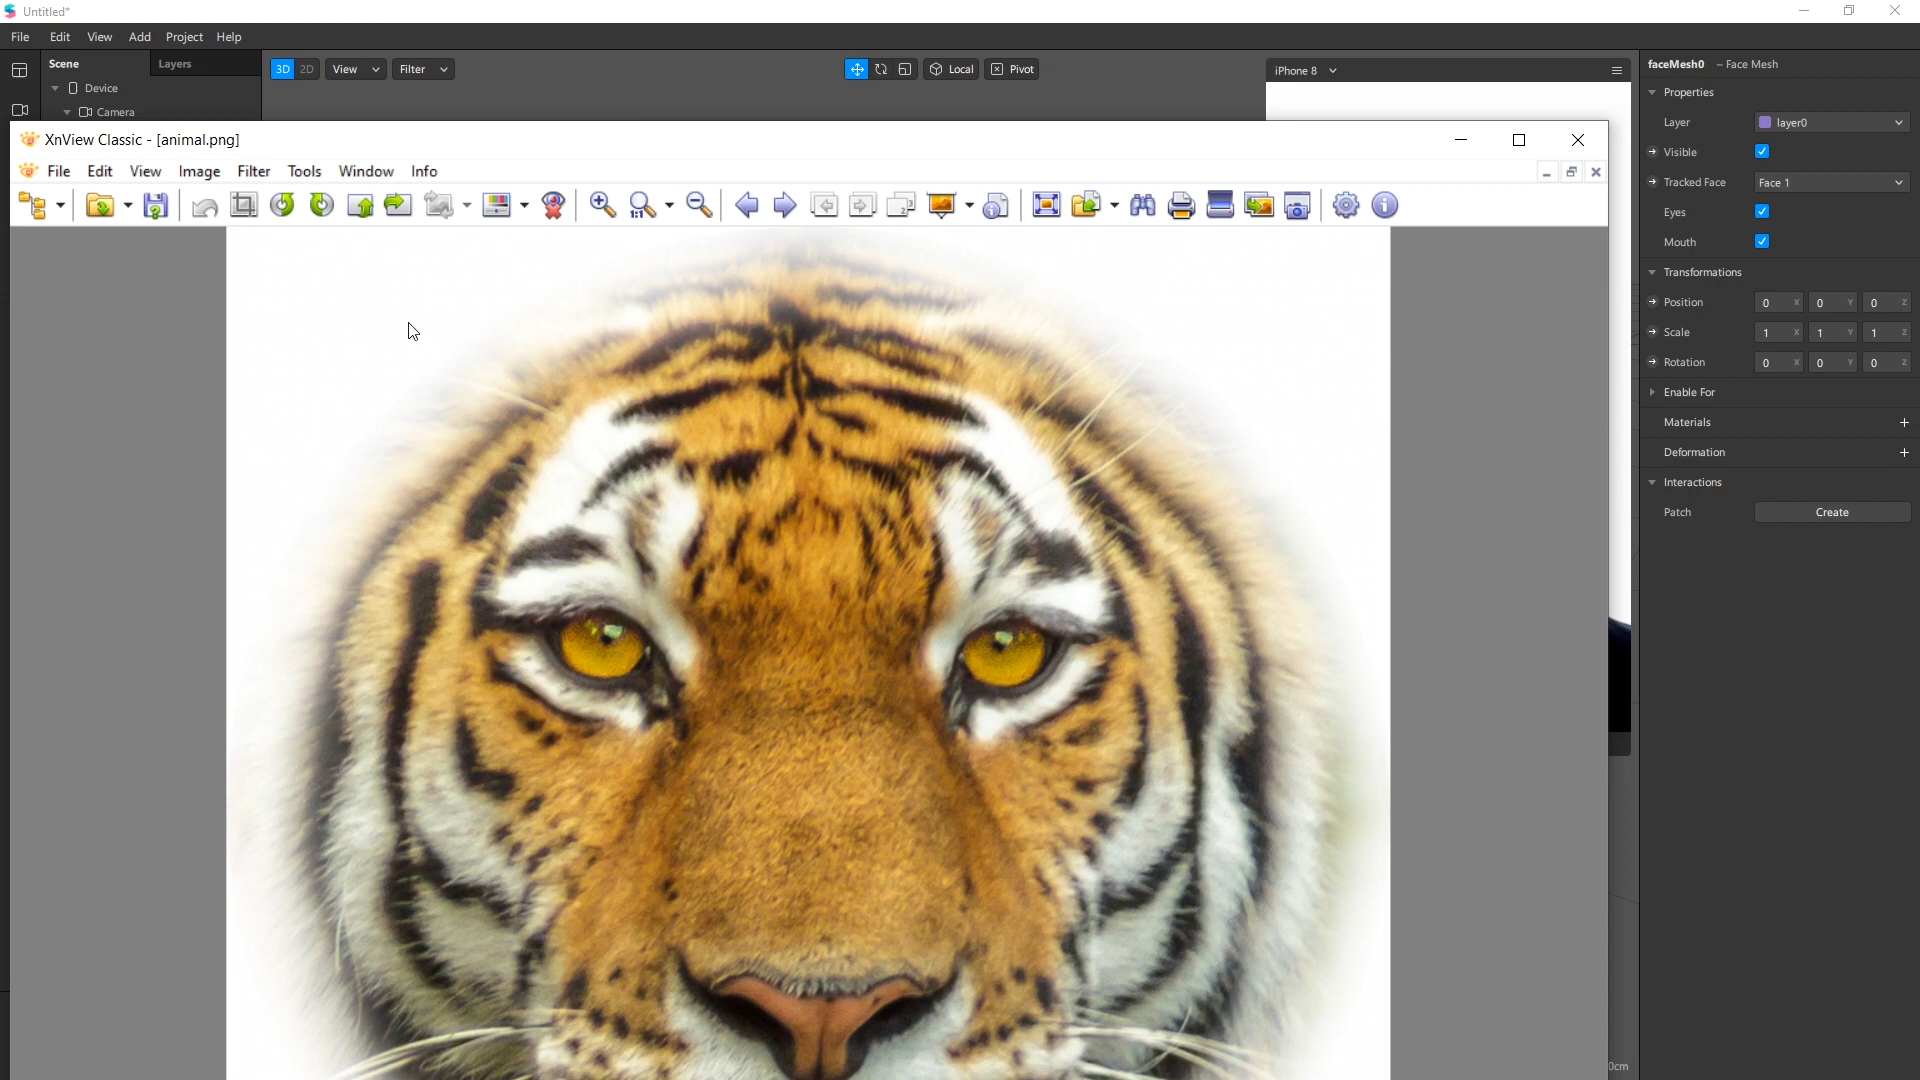 Untitled*
File Edit View Add Project Help
Scene Layers
3D 2D View Filter
Local Pivot
iPhone 8
faceMesh0 – Face Mesh
Device
Camera
Properties
Layer layer0
Visible
Tracked Face Face 1
Eyes
Mouth
Transformations
Position 0 X 0 Y 0 Z
Scale 1 X 1 Y 1 Z
Rotation 0 X 0 Y 0 Z
Enable For
Materials +
Deformation +
Interactions
Patch Create
XnView Classic - [animal.png]
File Edit View Image Filter Tools Window Info
1:1
0cm